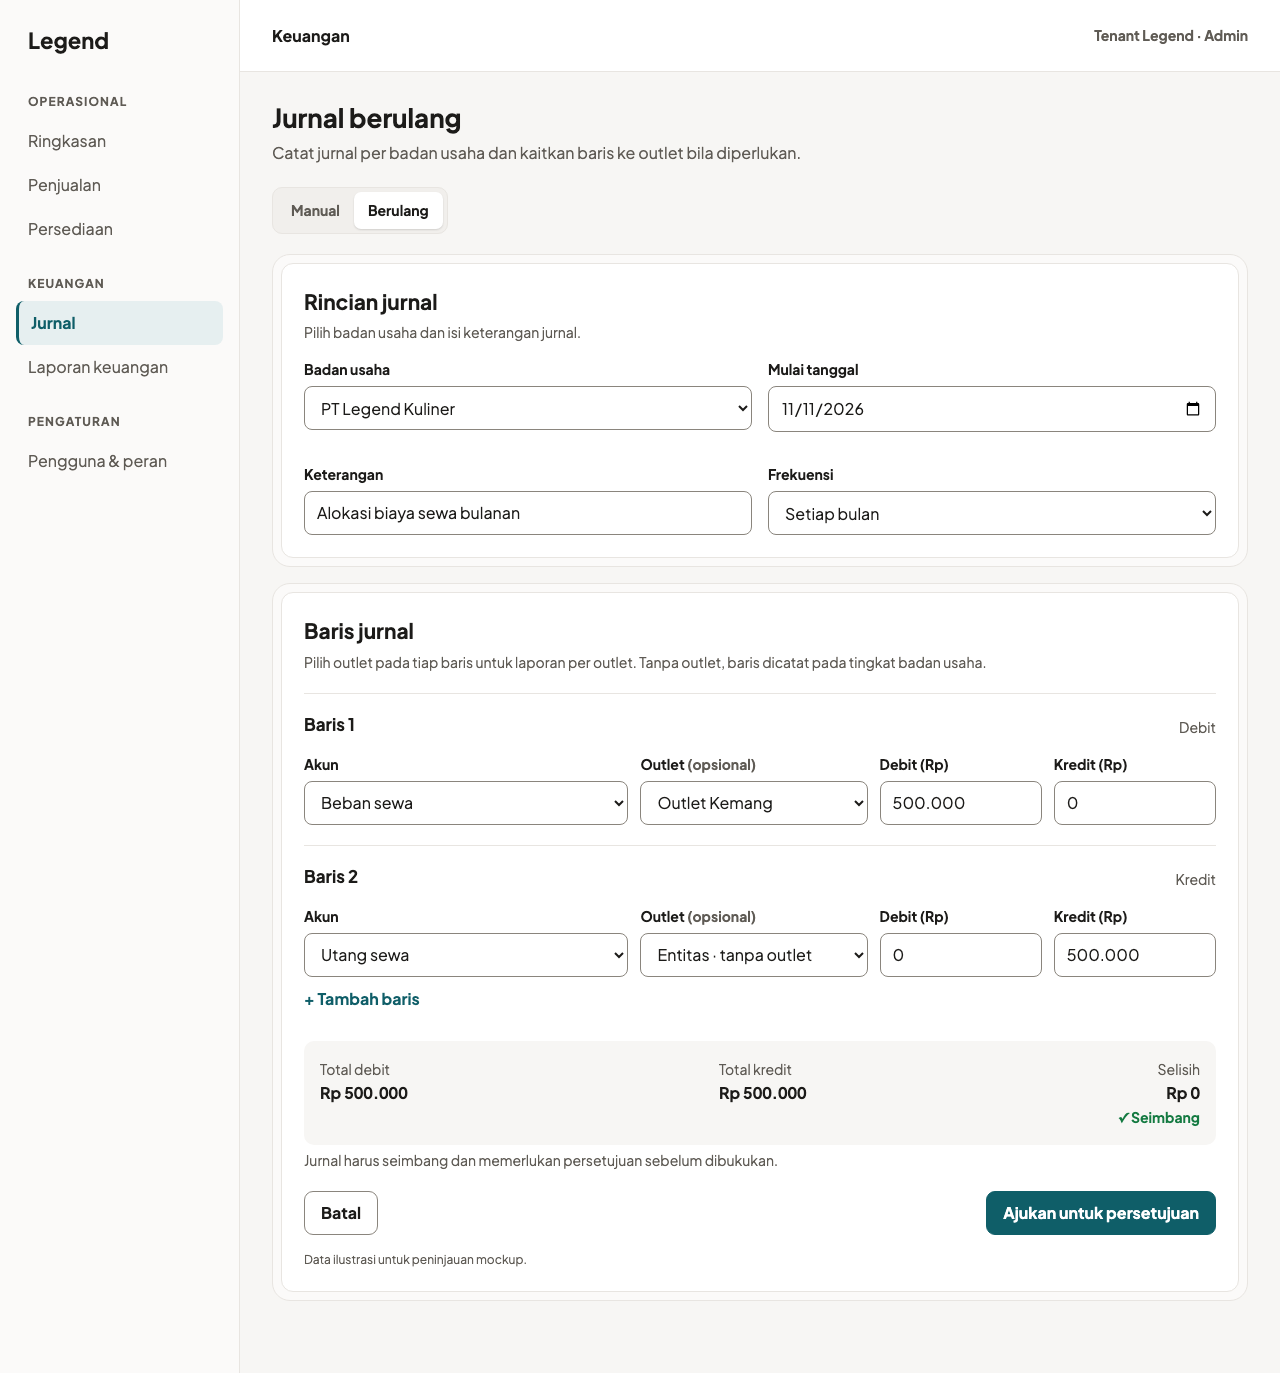 Legend
OPERASIONAL
Ringkasan
Penjualan
Persediaan
KEUANGAN
Jurnal
Laporan keuangan
PENGATURAN
Pengguna & peran
Keuangan
Tenant Legend · Admin
Jurnal berulang
Catat jurnal per badan usaha dan kaitkan baris ke outlet bila diperlukan.
Manual
Berulang
Rincian jurnal
Pilih badan usaha dan isi keterangan jurnal.
Badan usaha
Mulai tanggal
PT Legend Kuliner
11/11/2026
Keterangan
Frekuensi
Alokasi biaya sewa bulanan
Setiap bulan
Baris jurnal
Pilih outlet pada tiap baris untuk laporan per outlet. Tanpa outlet, baris dicatat pada tingkat badan usaha.
Baris 1
Debit
Akun
Outlet (opsional)
Debit (Rp)
Kredit (Rp)
Beban sewa
Outlet Kemang
500.000
0
Baris 2
Kredit
Akun
Outlet (opsional)
Debit (Rp)
Kredit (Rp)
Utang sewa
Entitas · tanpa outlet
0
500.000
+ Tambah baris
Total debit
Total kredit
Selisih
Rp 500.000
Rp 500.000
Rp 0
✓ Seimbang
Jurnal harus seimbang dan memerlukan persetujuan sebelum dibukukan.
Batal
Ajukan untuk persetujuan
Data ilustrasi untuk peninjauan mockup.